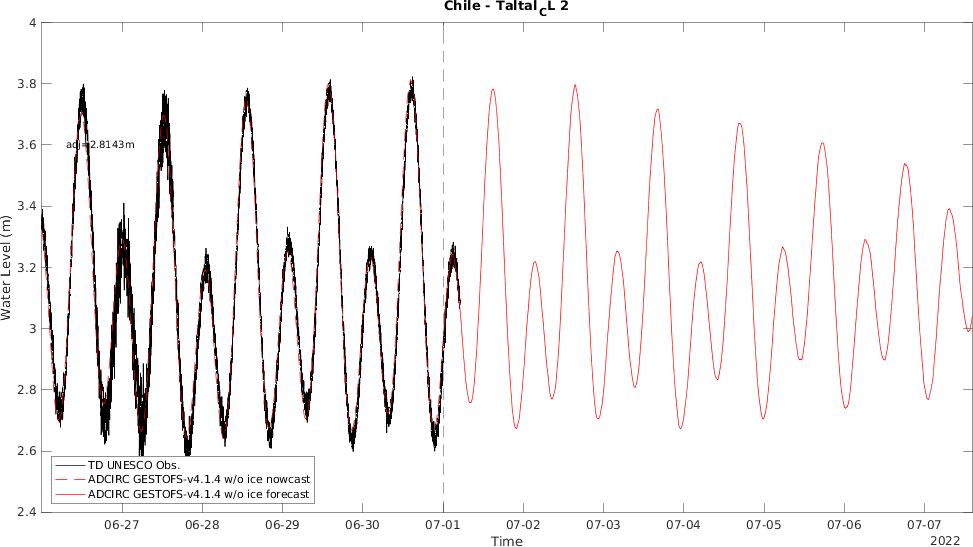 Chile - Taltal_CL 2
4
3.8
3.6
3.4
3.2
3
2.8
2.6
2.4
Water Level (m)
adj=2.8143m
TD UNESCO Obs.
ADCIRC GESTOFS-v4.1.4 w/o ice nowcast
ADCIRC GESTOFS-v4.1.4 w/o ice forecast
06-27 06-28 06-29 06-30 07-01 07-02 07-03 07-04 07-05 07-06 07-07
Time
2022